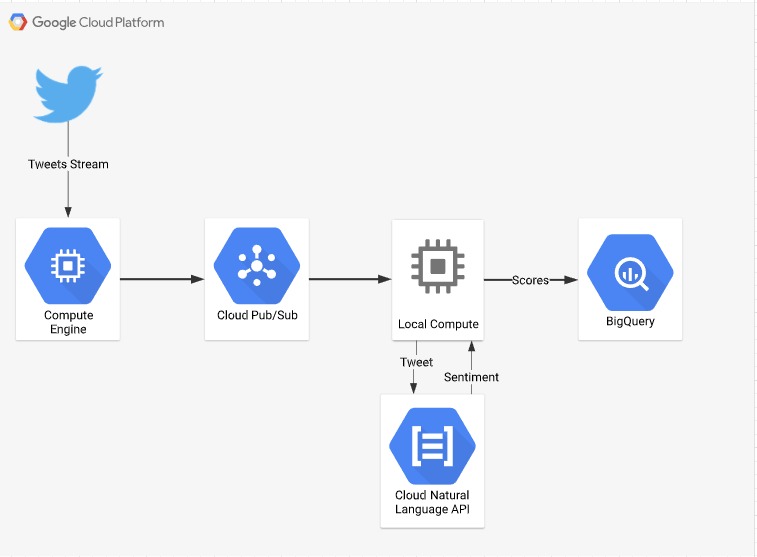 Google Cloud Platform
Tweets Stream
Compute
Engine
Cloud Pub/Sub
Local Compute
Scores
BigQuery
Tweet
Sentiment
Cloud Natural
Language API